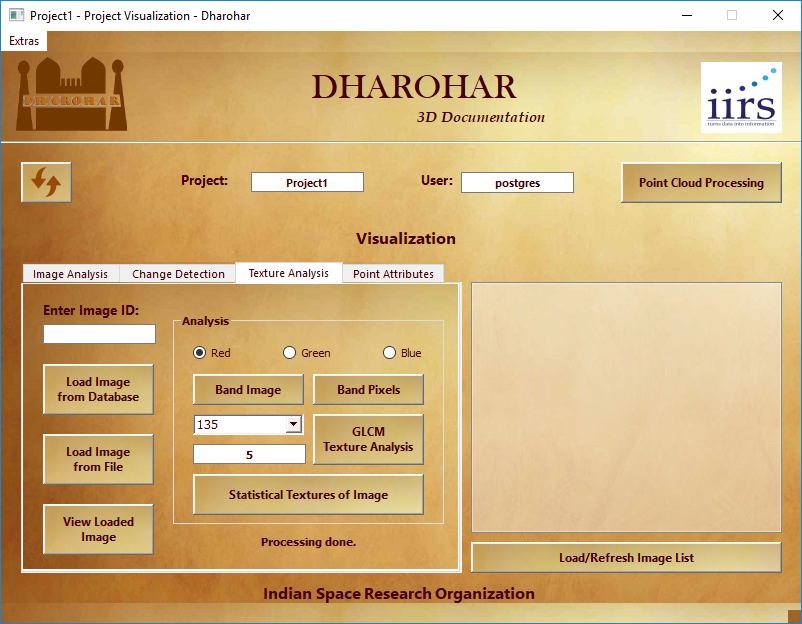 Project1 - Project Visualization - Dharohar
Extras
DHAROHAR
DHAROHAR
3D Documentation
iirs
turns data into information
Project:
Project1
User:
postgres
Point Cloud Processing
Visualization
Image Analysis
Change Detection
Texture Analysis
Point Attributes
Enter Image ID:
Load Image
from Database
Load Image
from File
View Loaded
Image
Analysis
Red
Green
Blue
Band Image
Band Pixels
135
5
GLCM
Texture Analysis
Statistical Textures of Image
Processing done.
Load/Refresh Image List
Indian Space Research Organization